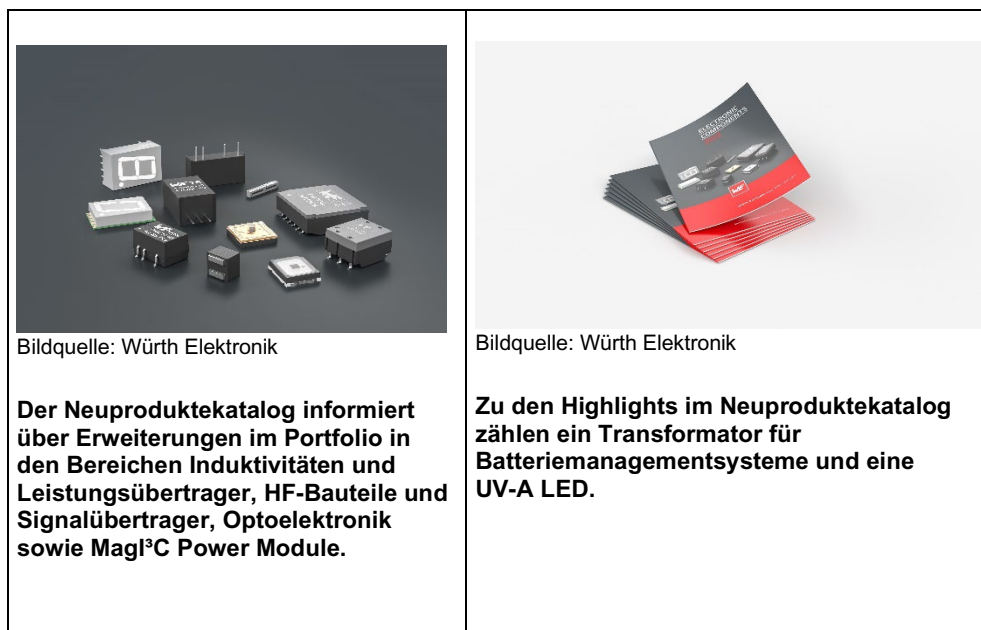 Bildquelle: Würth Elektronik
Der Neuproduktekatalog informiert
über Erweiterungen im Portfolio in
den Bereichen Induktivitäten und
Leistungsübertrager, HF-Bauteile und
Signalübertrager, Optoelektronik
sowie MagI³C Power Module.
ELECTRONIC
COMPONENTS
Bildquelle: Würth Elektronik
Zu den Highlights im Neuproduktekatalog
zählen ein Transformator für
Batteriemanagementsysteme und eine
UV-A LED.